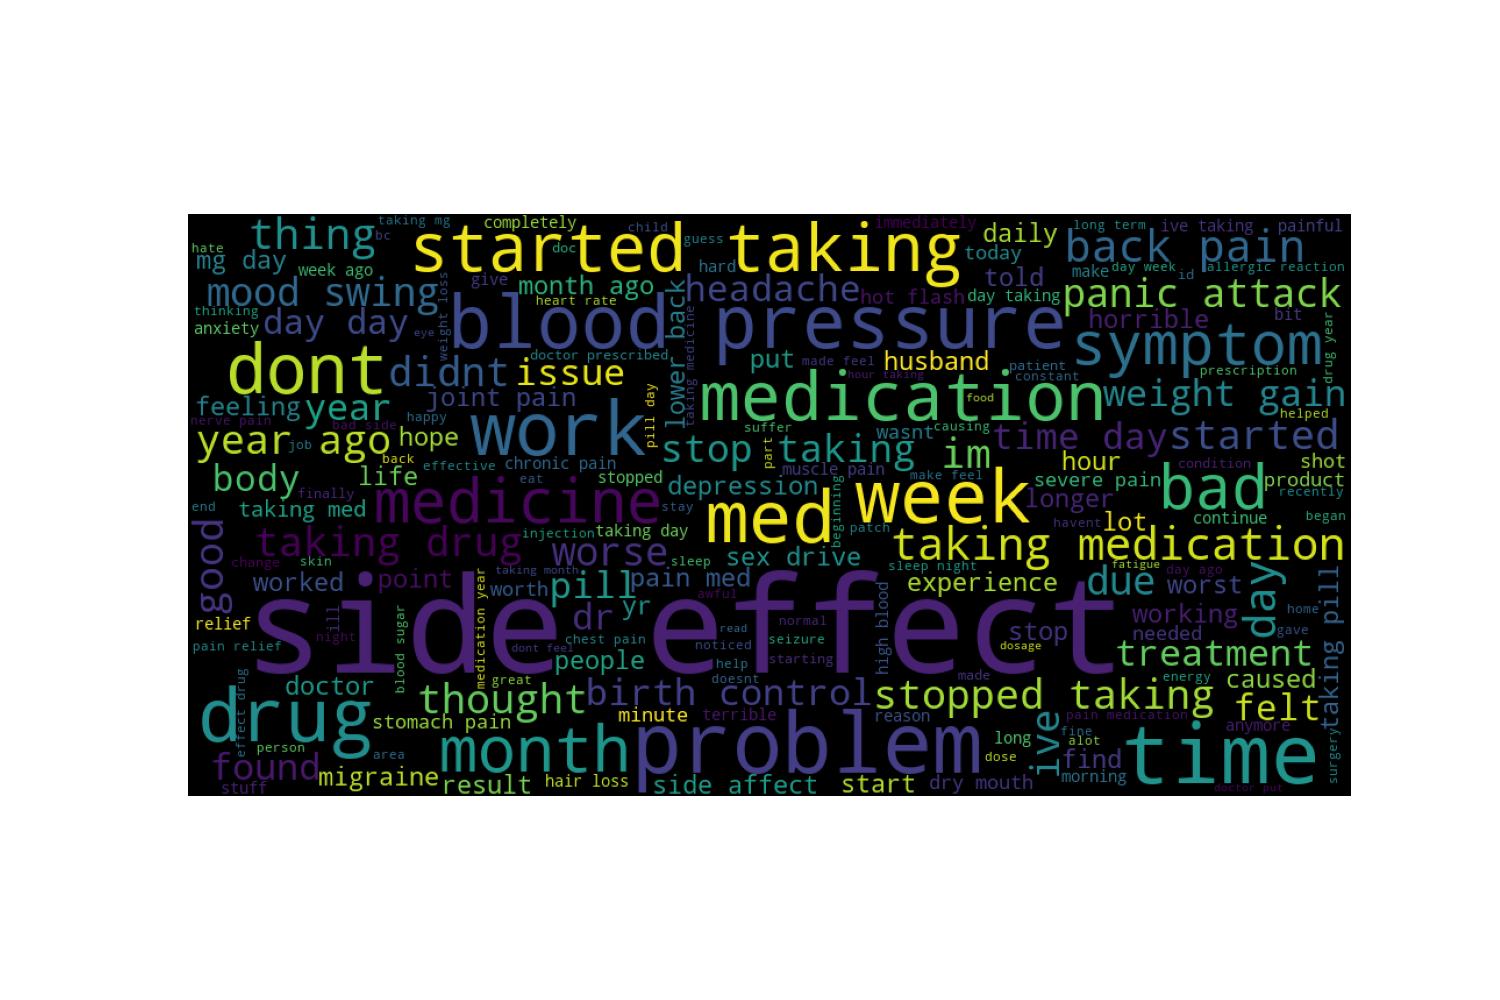 taking mg
completely
child
immediately
long term
ive taking
painful
thing
bc
started taking
doc
guess
daily
today
back pain
hate
mg day
week ago
hard
told
make
day week
id
allergic reaction
mood swing
give
month ago
headache
hot flash
day taking
panic attack
heart rate
weight loss
lower back
taking medicine
thinking
anxiety
day day
eye
blood pressure
horrible
bit
symptom
drug year
dont
didnt
issue
doctor prescribed
put
made feel
husband
patient
constant
prescription
hour taking
feeling
year
joint pain
pill day
medication
food
weight gain
helped
nerve pain
bad side
happy
work
suffer
wasnt
causing
year ago
job
hope
back
part
stop taking
im
time day
started
body
life
effective
chronic pain
muscle pain
make feel
hour
severe pain
condition
shot
product
recently
finally
eat
stopped
depression
week
longer
bad
end
taking med
medicine
stay
med
beginning
patch
havent
lot
continue
began
good
taking drug
injection
taking day
worse
sleep
sex drive
taking medication
change
skin
taking month
sleep night
fatigue
day ago
worked
point
medication year
worth
pill
pain med
experience
due
worst
day
taking pill
side effect
relief
ill
night
blood sugar
dr
yr
awful
normal
high blood
stop
working
needed
home
gave
pain relief
dont feel
chest pain
read
noticed
seizure
dosage
treatment
people
help
starting
effect drug
doctor
great
doesnt
made
energy
caused
drug
thought
birth control
stopped taking
felt
stomach pain
minute
terrible
reason
ive
pain medication
anymore
surgery
person
area
month
problem
long
fine
alot
time
found
dose
find
stuff
migraine
result
hair loss
side affect
start
dry mouth
morning
doctor put